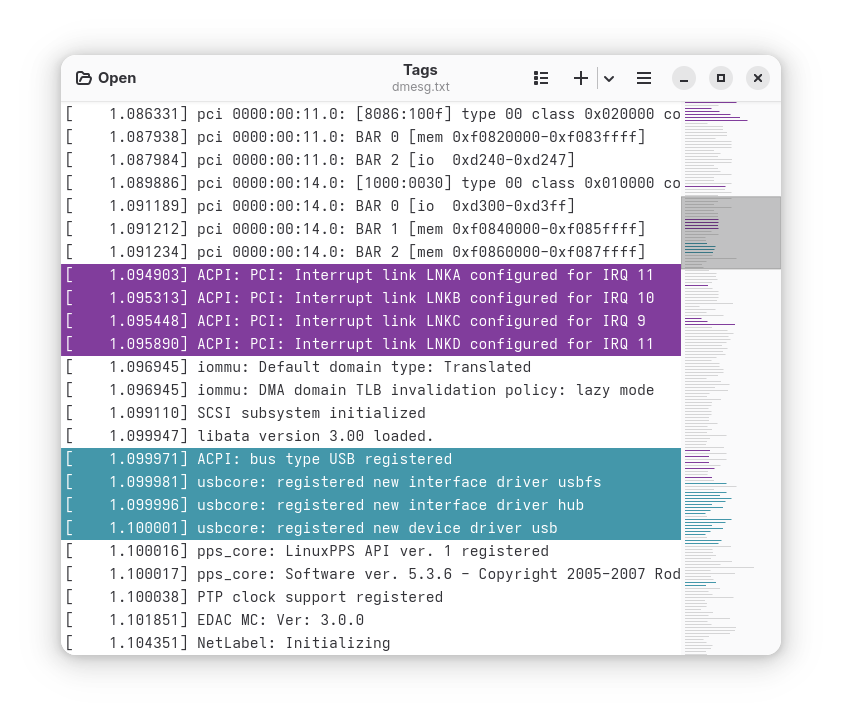 Open
Tags
dmesg.txt
[    1.086331] pci 0000:00:11.0: [8086:100f] type 00 class 0x020000 co
[    1.087938] pci 0000:00:11.0: BAR 0 [mem 0xf0820000-0xf083ffff]
[    1.087984] pci 0000:00:11.0: BAR 2 [io  0xd240-0xd247]
[    1.089886] pci 0000:00:14.0: [1000:0030] type 00 class 0x010000 co
[    1.091189] pci 0000:00:14.0: BAR 0 [io  0xd300-0xd3ff]
[    1.091212] pci 0000:00:14.0: BAR 1 [mem 0xf0840000-0xf085ffff]
[    1.091234] pci 0000:00:14.0: BAR 2 [mem 0xf0860000-0xf087ffff]
[    1.094903] ACPI: PCI: Interrupt link LNKA configured for IRQ 11
[    1.095313] ACPI: PCI: Interrupt link LNKB configured for IRQ 10
[    1.095448] ACPI: PCI: Interrupt link LNKC configured for IRQ 9
[    1.095890] ACPI: PCI: Interrupt link LNKD configured for IRQ 11
[    1.096945] iommu: Default domain type: Translated
[    1.096945] iommu: DMA domain TLB invalidation policy: lazy mode
[    1.099110] SCSI subsystem initialized
[    1.099947] libata version 3.00 loaded.
[    1.099971] ACPI: bus type USB registered
[    1.099981] usbcore: registered new interface driver usbfs
[    1.099996] usbcore: registered new interface driver hub
[    1.100001] usbcore: registered new device driver usb
[    1.100016] pps_core: LinuxPPS API ver. 1 registered
[    1.100017] pps_core: Software ver. 5.3.6 - Copyright 2005-2007 Rod
[    1.100038] PTP clock support registered
[    1.101851] EDAC MC: Ver: 3.0.0
[    1.104351] NetLabel: Initializing